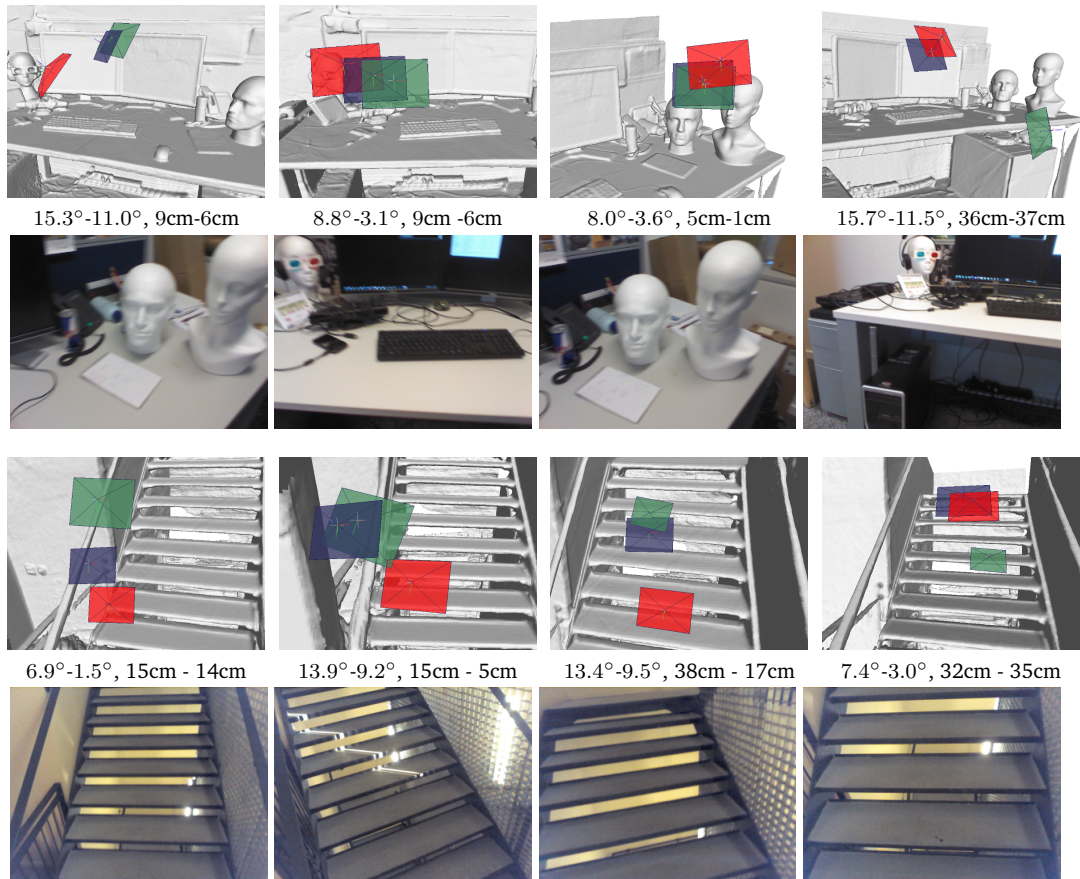 15.3°-11.0°, 9cm-6cm
8.8°-3.1°, 9cm -6cm
8.0°-3.6°, 5cm-1cm
15.7°-11.5°, 36cm-37cm
6.9°-1.5°, 15cm - 14cm
13.9°-9.2°, 15cm - 5cm
13.4°-9.5°, 38cm - 17cm
7.4°-3.0°, 32cm - 35cm